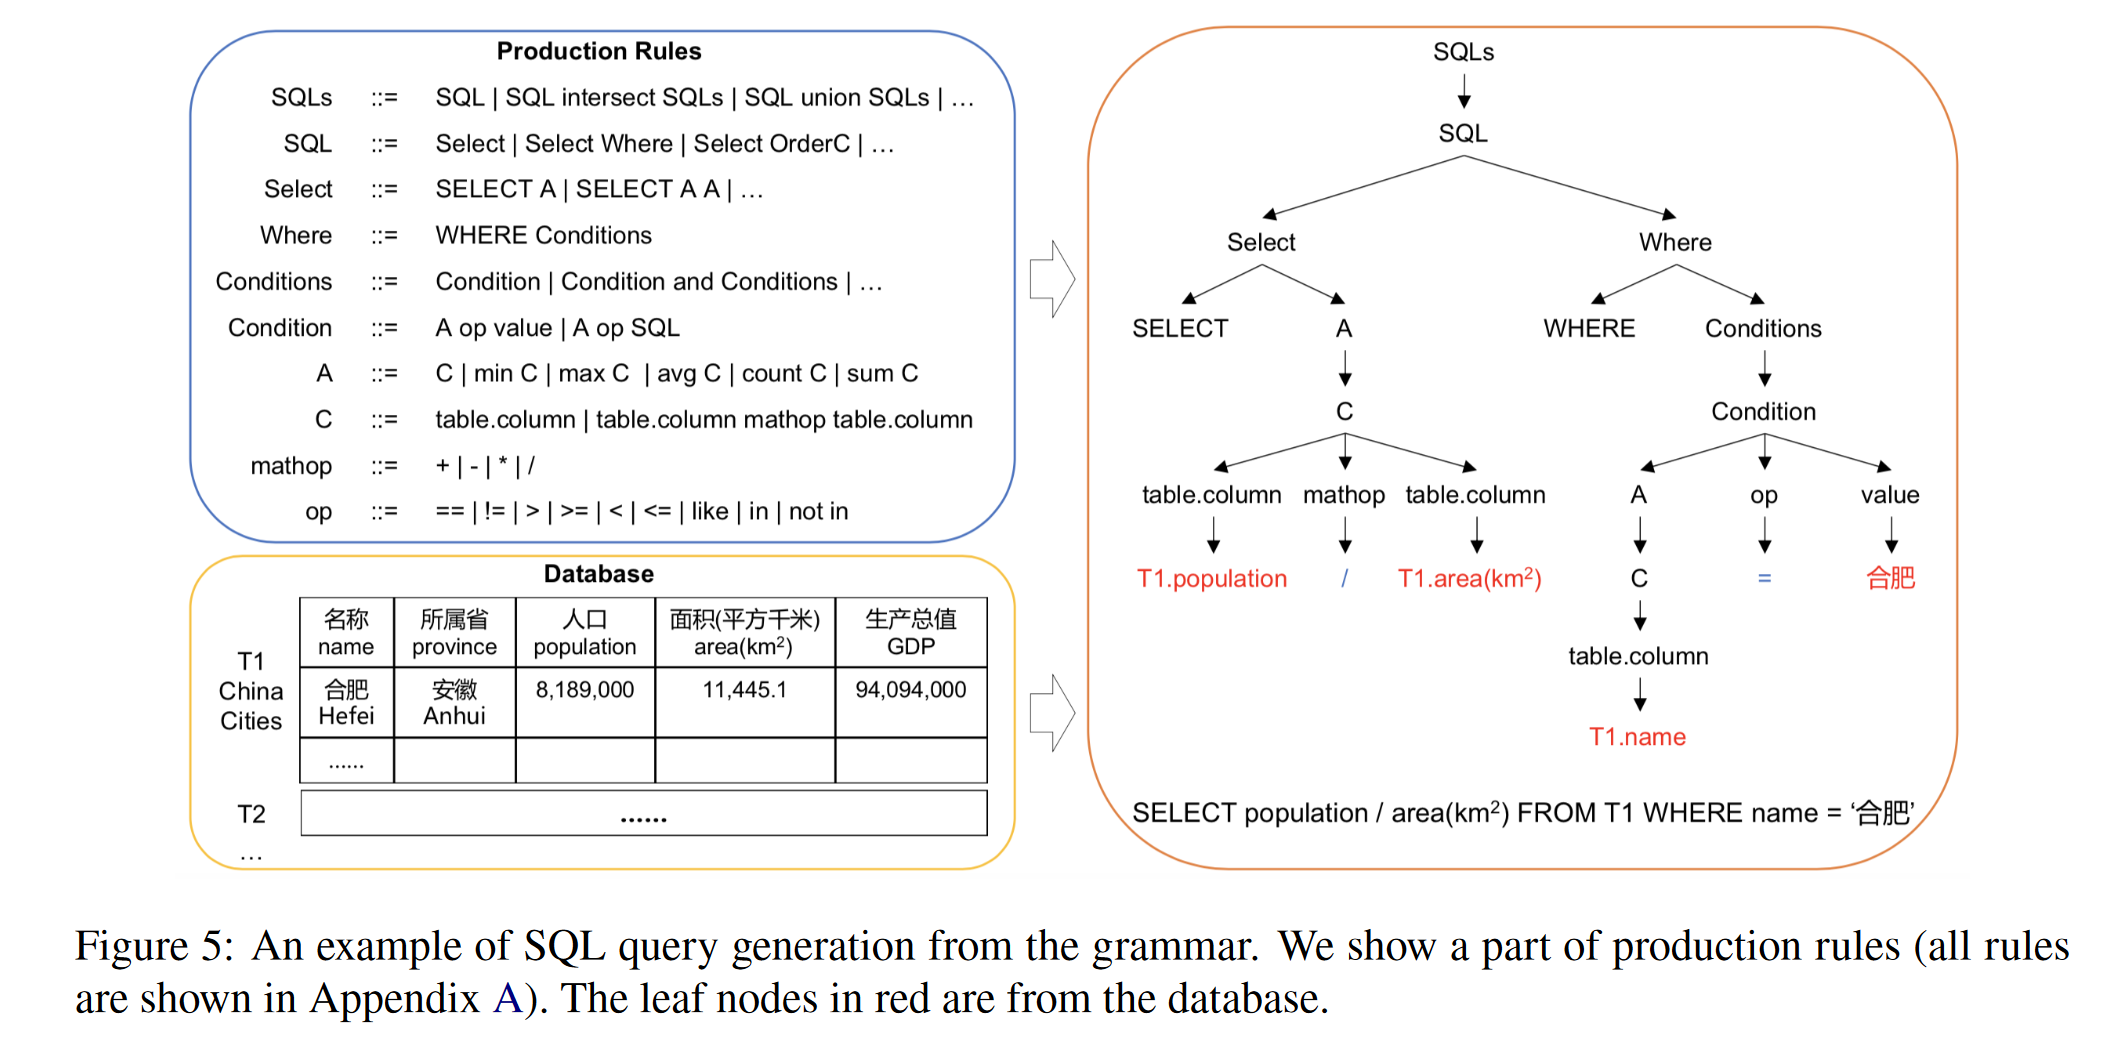 Production Rules
SQLs ::= SQL | SQL intersect SQLs | SQL union SQLs | …
SQL ::= Select | Select Where | Select OrderC | …
Select ::= SELECT A | SELECT A A | …
Where ::= WHERE Conditions
Conditions ::= Condition | Condition and Conditions | …
Condition ::= A op value | A op SQL
A ::= C | min C | max C | avg C | count C | sum C
C ::= table.column | table.column mathop table.column
mathop ::= + | - | * | /
op ::= == | != | > | >= | < | <= | like | in | not in
Database
名称 所属省 人口 面积(平方千米) 生产总值
name province population area(km²) GDP
T1
China
Cities
合肥 安徽 8,189,000 11,445.1 94,094,000
Hefei Anhui
……
T2 ……
…
SQLs
SQL
Select Where
SELECT A WHERE Conditions
C Condition
table.column mathop table.column A op value
T1.population / T1.area(km²) C = 合肥
table.column
T1.name
SELECT population / area(km²) FROM T1 WHERE name = ‘合肥’
Figure 5: An example of SQL query generation from the grammar. We show a part of production rules (all rules
are shown in Appendix A). The leaf nodes in red are from the database.